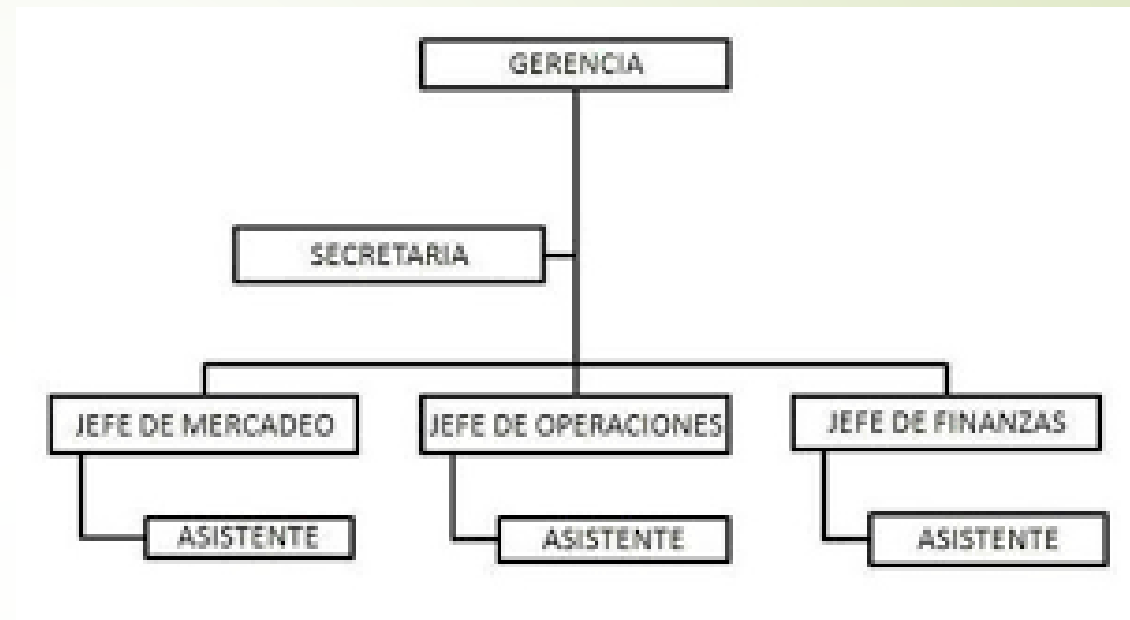 GERENCIA
SECRETARIA
JEFE DE MERCADEO
JEFE DE OPERACIONES
JEFE DE FINANZAS
ASISTENTE
ASISTENTE
ASISTENTE